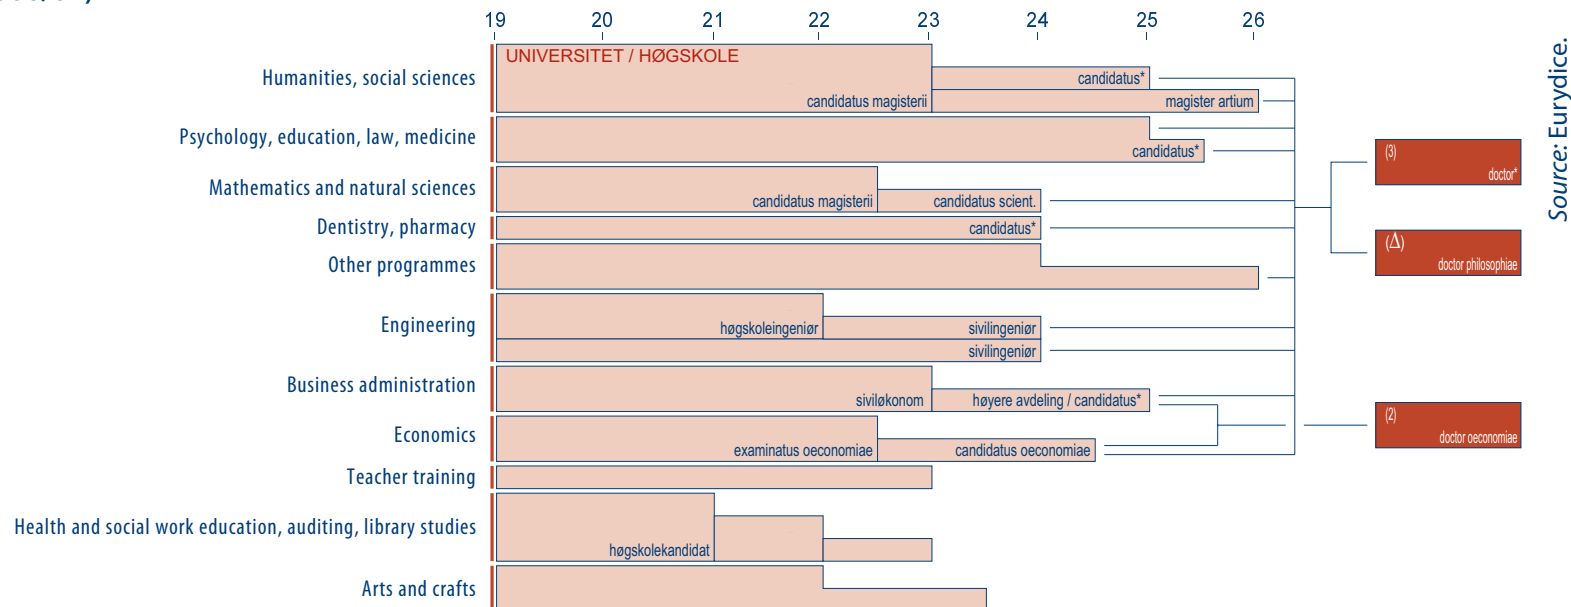 19 20 21 22 23 24 25 26
UNIVERSITET / HØGSKOLE
Humanities, social sciences
candidatus*
candidatus magisterii
magister artium
Psychology, education, law, medicine
candidatus*
Mathematics and natural sciences
candidatus magisterii
candidatus scient.
Dentistry, pharmacy
candidatus*
Other programmes
Engineering
høgskoleingeniør
sivilingeniør
sivilingeniør
Business administration
siviløkonom
høyere avdeling / candidatus*
Economics
examinatus oeconomiae
candidatus oeconomiae
Teacher training
Health and social work education, auditing, library studies
høgskolekandidat
Arts and crafts
(3)
doctor*
(Δ)
doctor philosophiae
(2)
doctor oeconomiae
Source: Eurydice.